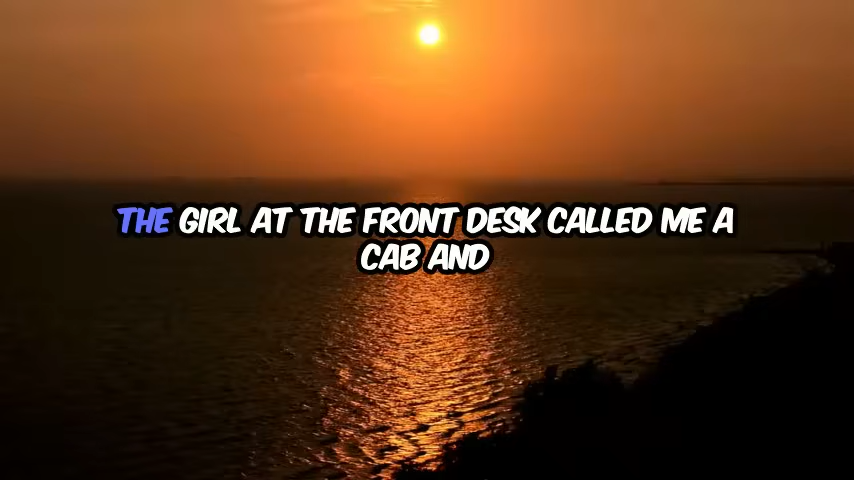 THE GIRL AT THE FRONT DESK CALLED ME A
CAB AND